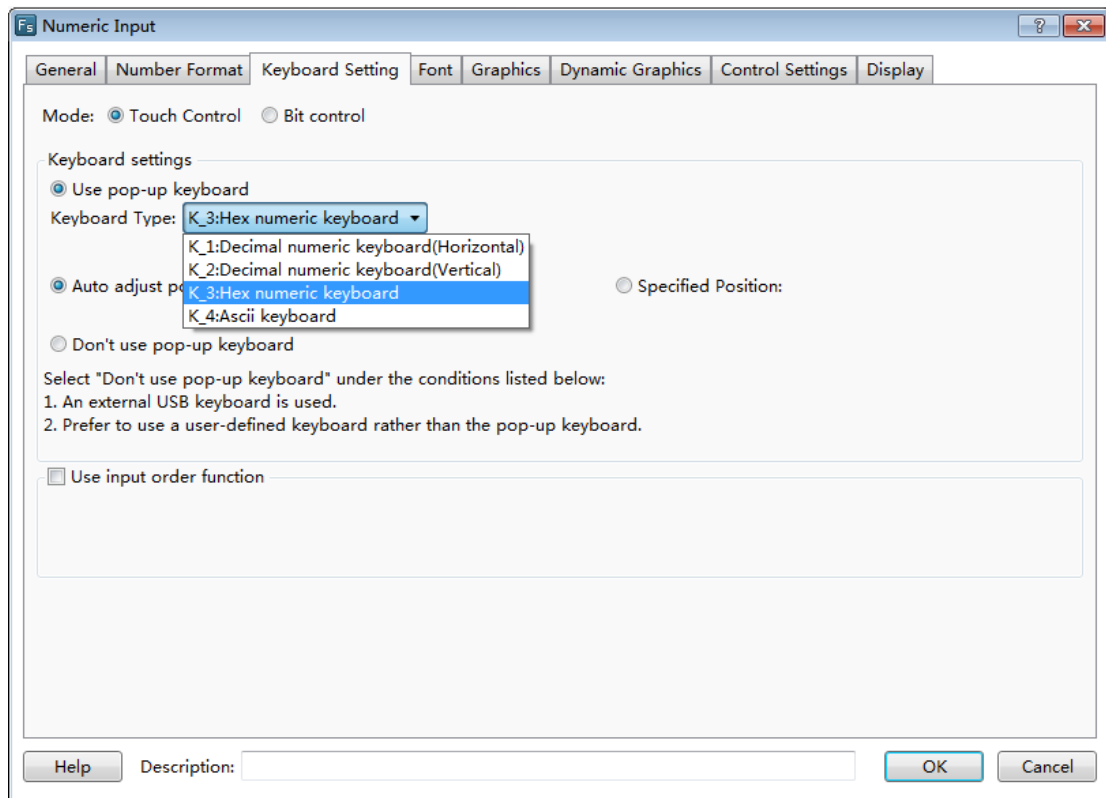 Fs Numeric Input
General Number Format Keyboard Setting Font Graphics Dynamic Graphics Control Settings Display
Mode: Touch Control Bit control
Keyboard settings
Use pop-up keyboard
Keyboard Type: K_3:Hex numeric keyboard
K_1:Decimal numeric keyboard(Horizontal)
K_2:Decimal numeric keyboard(Vertical)
Auto adjust K_3:Hex numeric keyboard Specified Position:
K_4:Ascii keyboard
Don't use pop-up keyboard
Select "Don't use pop-up keyboard" under the conditions listed below:
1. An external USB keyboard is used.
2. Prefer to use a user-defined keyboard rather than the pop-up keyboard.
Use input order function
Help Description: OK Cancel